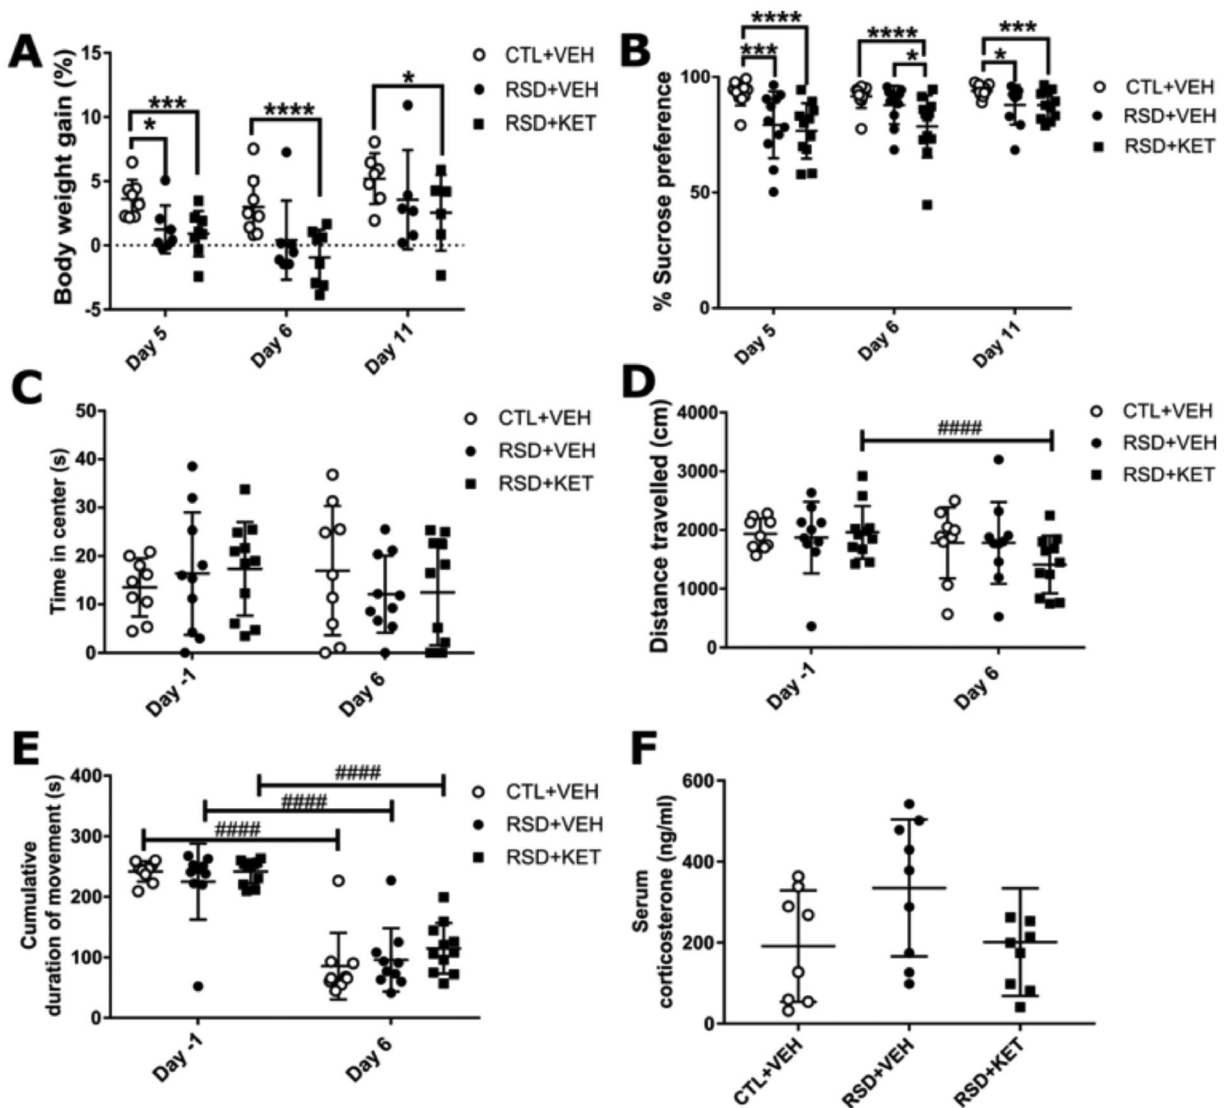 A
Body weight gain (%)
15
10
5
0
-5
*
***
****
*
Day 5
Day 6
Day 11
CTL+VEH
RSD+VEH
RSD+KET
B
% Sucrose preference
100
50
0
****
***
****
*
***
*
Day 5
Day 6
Day 11
CTL+VEH
RSD+VEH
RSD+KET
C
Time in center (s)
50
40
30
20
10
0
Day -1
Day 6
CTL+VEH
RSD+VEH
RSD+KET
D
Distance travelled (cm)
4000
3000
2000
1000
0
####
Day -1
Day 6
CTL+VEH
RSD+VEH
RSD+KET
E
Cumulative
duration of movement (s)
400
300
200
100
0
####
####
####
Day -1
Day 6
CTL+VEH
RSD+VEH
RSD+KET
F
Serum
corticosterone (ng/ml)
600
400
200
0
CTL+VEH
RSD+VEH
RSD+KET